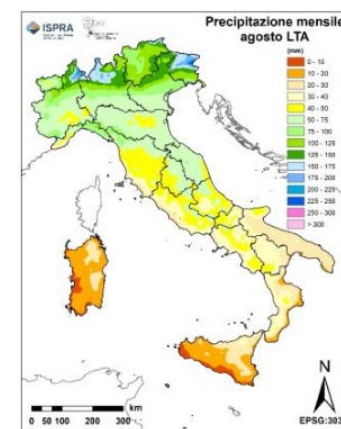 ISPRA
Precipitazione mensile
agosto LTA
(mm)
0 - 10
10 - 20
20 - 30
30 - 40
40 - 50
50 - 75
75 - 100
100 - 125
125 - 150
150 - 175
175 - 200
200 - 225
225 - 250
250 - 300
> 300
N
0 50 100 200 300
km
EPSG:303